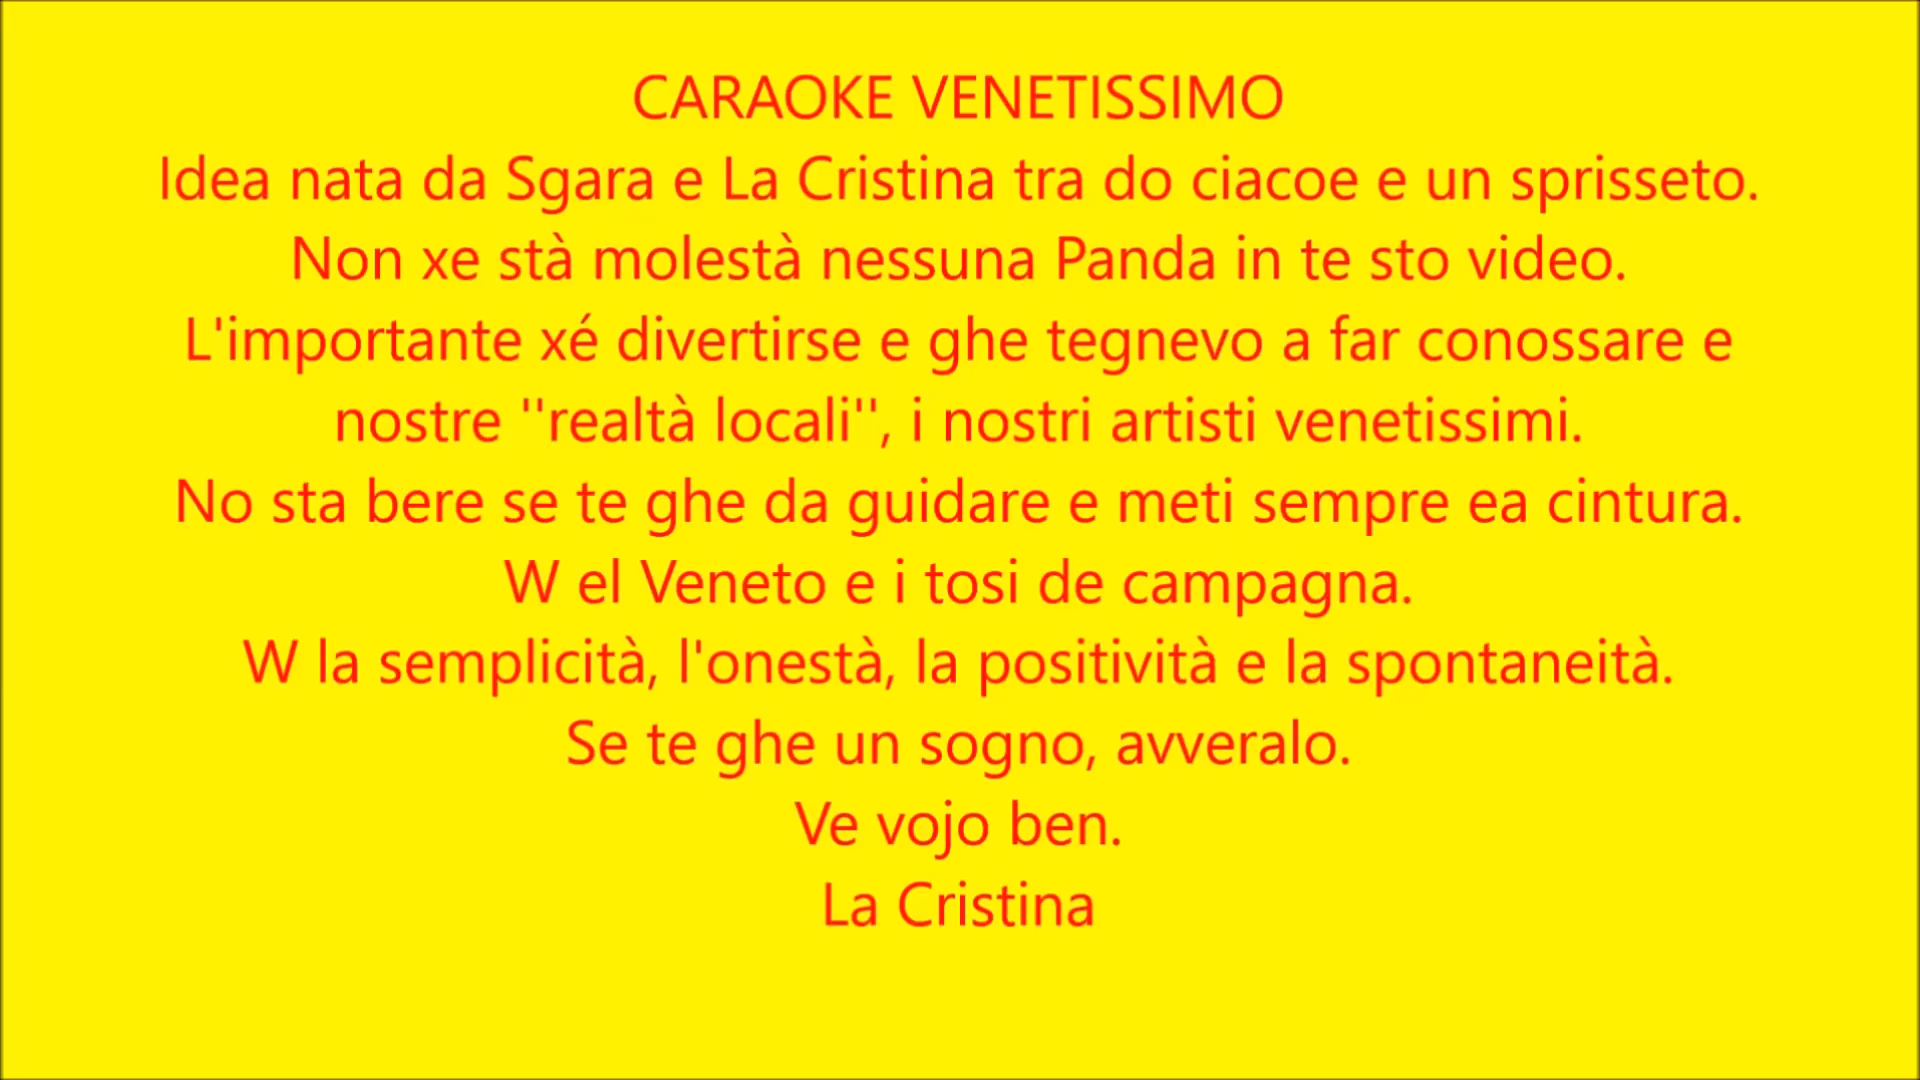 CARAOKE VENETISSIMO
Idea nata da Sgara e La Cristina tra do ciacoe e un sprisseto.
Non xe stà molestà nessuna Panda in te sto video.
L'importante xé divertirse e ghe tegnevo a far conossare e
nostre ''realtà locali'', i nostri artisti venetissimi.
No sta bere se te ghe da guidare e meti sempre ea cintura.
W el Veneto e i tosi de campagna.
W la semplicità, l'onestà, la positività e la spontaneità.
Se te ghe un sogno, avveralo.
Ve vojo ben.
La Cristina